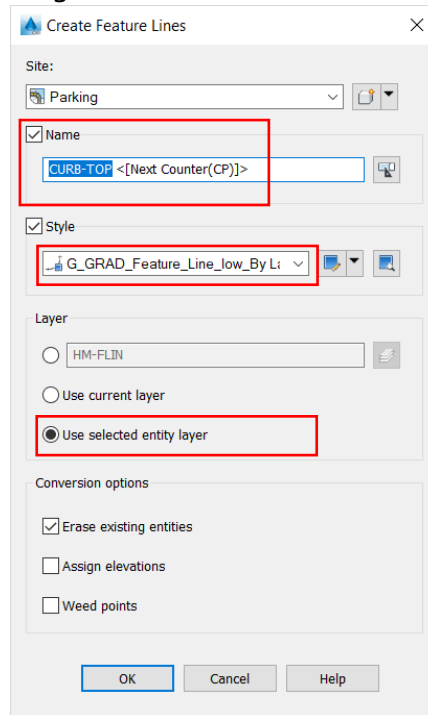 Create Feature Lines
Site:
Parking
Name
CURB-TOP <[Next Counter(CP)]>
Style
G_GRAD_Feature_Line_low_By
Layer
HM-FLIN
Use current layer
Use selected entity layer
Conversion options
Erase existing entities
Assign elevations
Weed points
OK Cancel Help